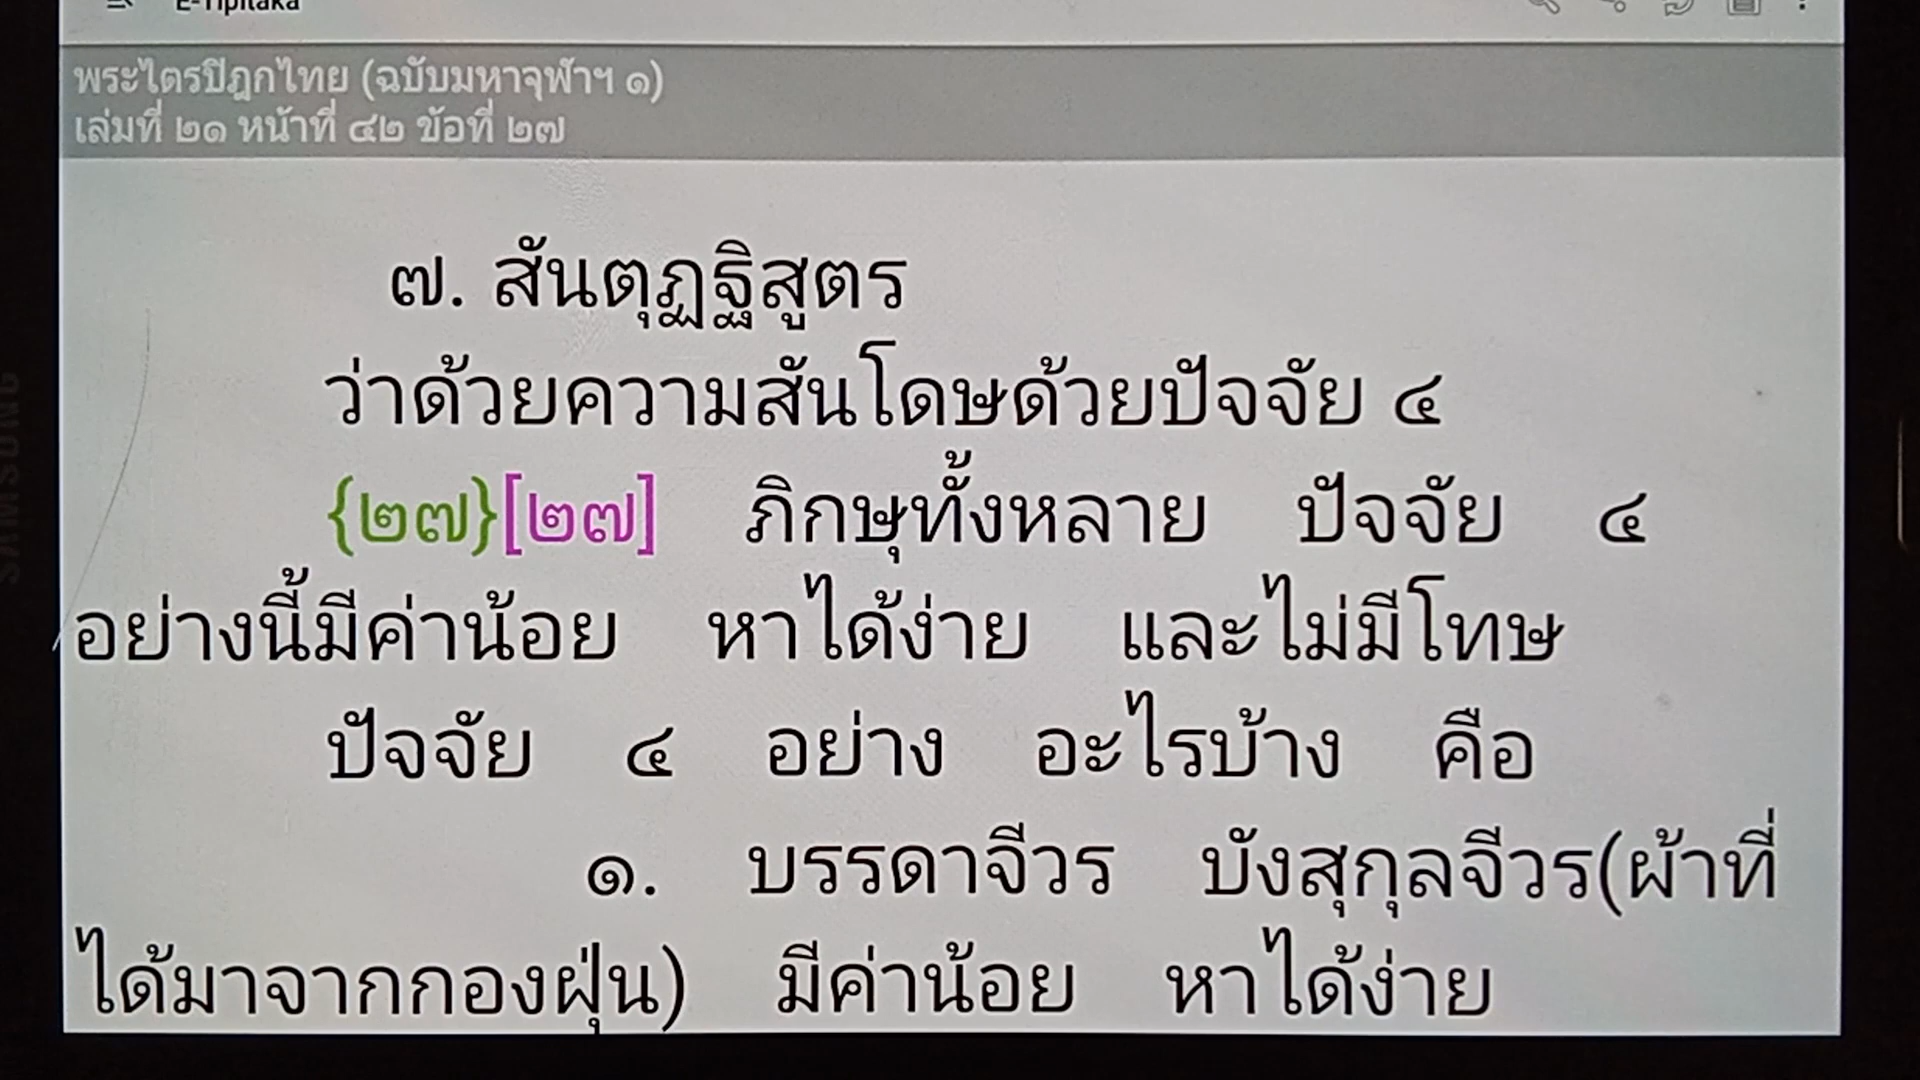 E-Tipitaka
พระไตรปิฎกไทย (ฉบับมหาจุฬาฯ ๑)
เล่มที่ ๒๑ หน้าที่ ๔๒ ข้อที่ ๒๗
๗. สันตุฏฐิสูตร
ว่าด้วยความสันโดษด้วยปัจจัย ๔
{๒๗}[๒๗] ภิกษุทั้งหลาย ปัจจัย ๔
อย่างนี้มีค่าน้อย หาได้ง่าย และไม่มีโทษ
ปัจจัย ๔ อย่าง อะไรบ้าง คือ
๑. บรรดาจีวร บังสุกุลจีวร(ผ้าที่
ได้มาจากกองฝุ่น) มีค่าน้อย หาได้ง่าย
SAMSUNG